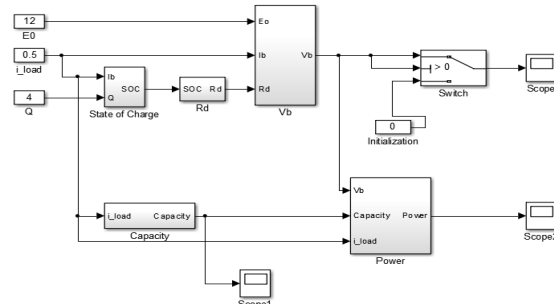 12
E0
0.5
i_load
4
Q
Ib
Q
SOC
State of Charge
SOC Rd
Rd
Eo
Ib
Rd
Vb
Vb
> 0
Switch
0
Initialization
Scope
i_load Capacity
Capacity
Scope1
Vb
Capacity
i_load
Power
Power
Scope2